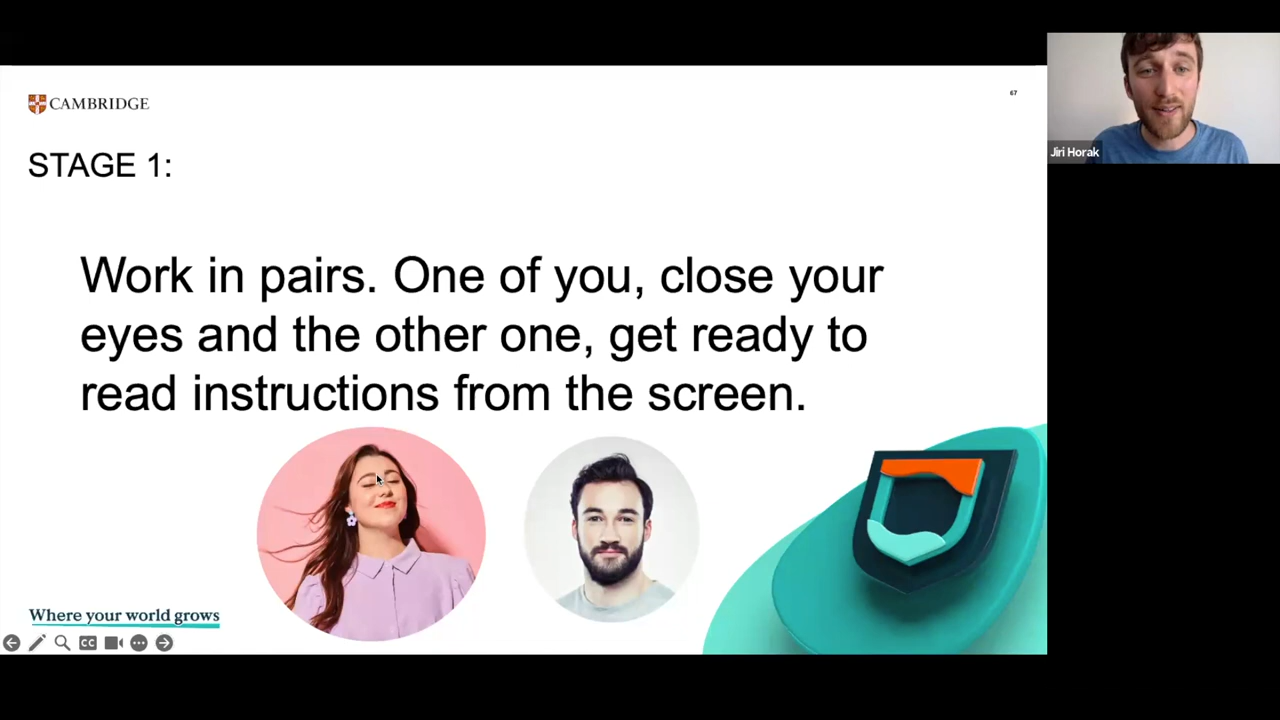 CAMBRIDGE
67
STAGE 1:
Work in pairs. One of you, close your
eyes and the other one, get ready to
read instructions from the screen.
Where your world grows
CC
Jiri Horak